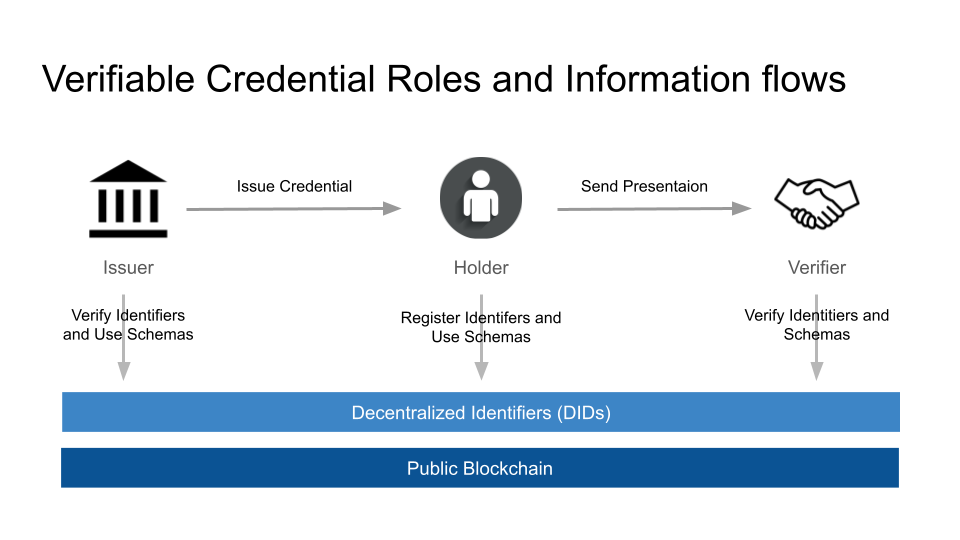 Verifiable Credential Roles and Information flows
Issue Credential
Send Presentaion
Issuer
Holder
Verifier
Verify Identifiers
and Use Schemas
Register Identifers and
Use Schemas
Verify Identitiers and
Schemas
Decentralized Identifiers (DIDs)
Public Blockchain